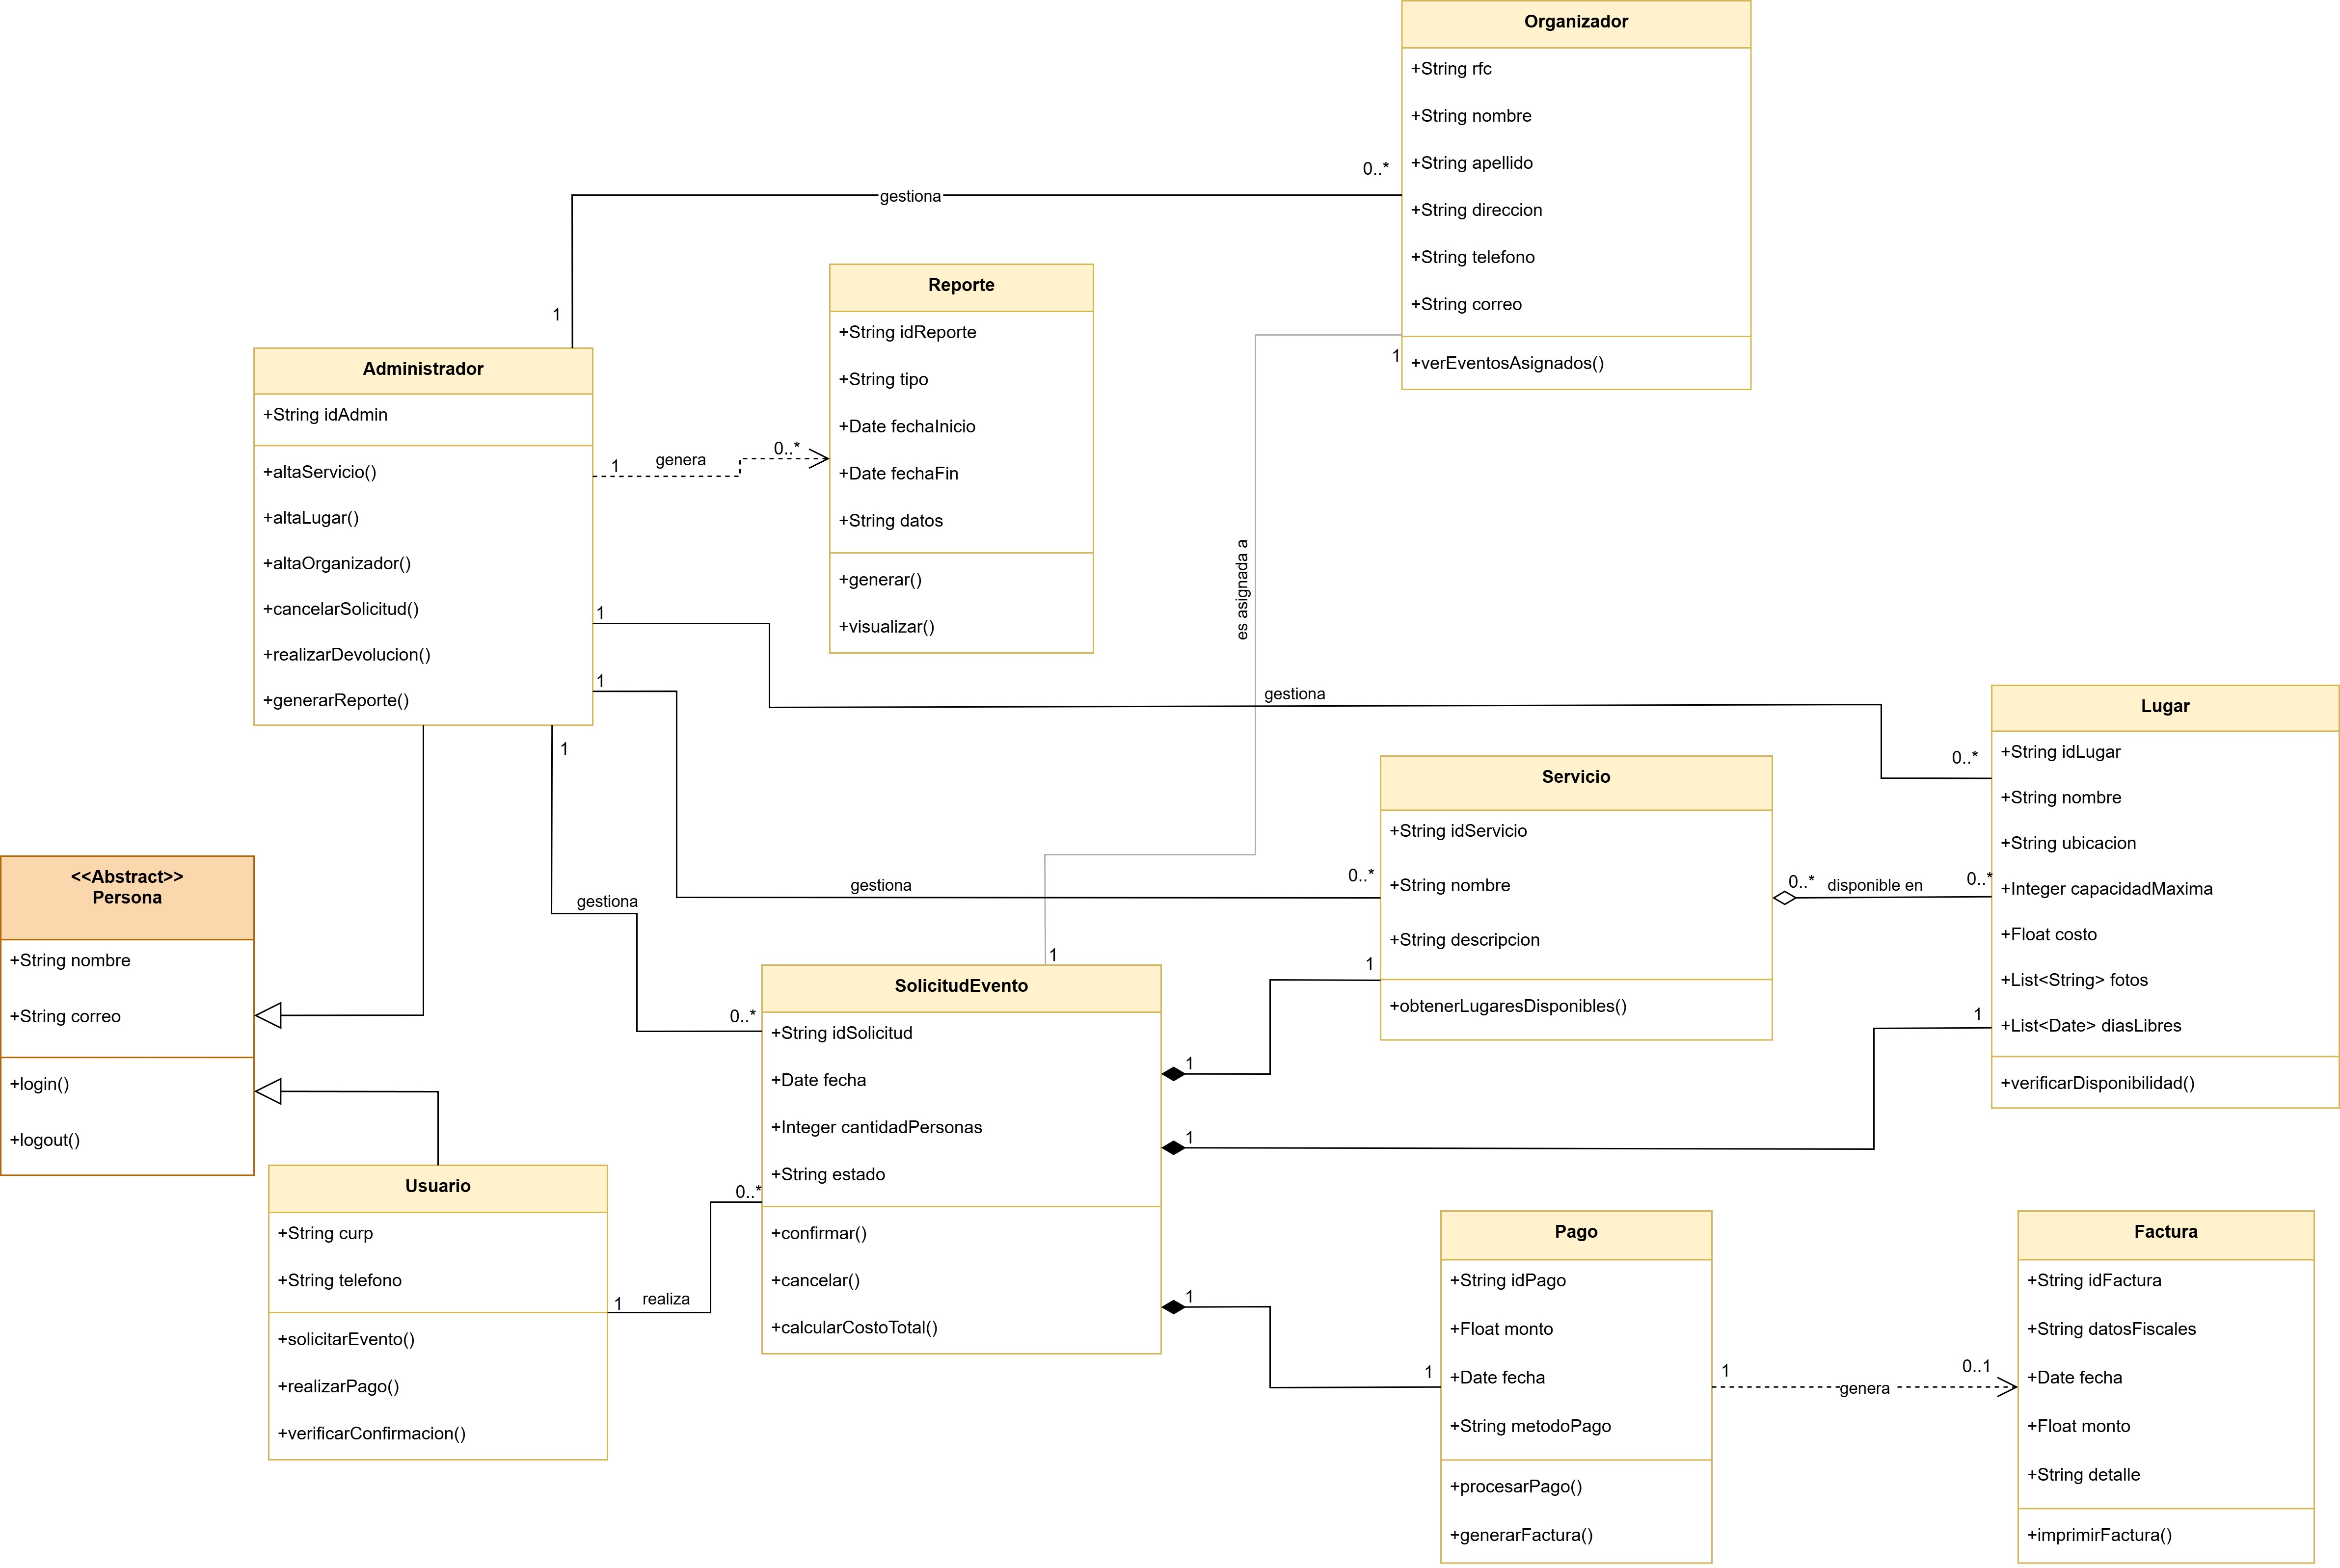 Organizador
+String rfc
+String nombre
+String apellido
+String direccion
+String telefono
+String correo
+verEventosAsignados()
0..*
gestiona
1
1
es asignada a
1
Reporte
+String idReporte
+String tipo
+Date fechaInicio
+Date fechaFin
+String datos
+generar()
+visualizar()
Administrador
+String idAdmin
+altaServicio()
+altaLugar()
+altaOrganizador()
+cancelarSolicitud()
+realizarDevolucion()
+generarReporte()
1
genera
0..*
1
gestiona
0..*
1
gestiona
0..*
1
gestiona
0..*
Lugar
+String idLugar
+String nombre
+String ubicacion
+Integer capacidadMaxima
+Float costo
+List<String> fotos
+List<Date> diasLibres
+verificarDisponibilidad()
Servicio
+String idServicio
+String nombre
+String descripcion
+obtenerLugaresDisponibles()
0..*
disponible en
0..*
<<Abstract>>
Persona
+String nombre
+String correo
+login()
+logout()
SolicitudEvento
+String idSolicitud
+Date fecha
+Integer cantidadPersonas
+String estado
+confirmar()
+cancelar()
+calcularCostoTotal()
1
1
1
1
1
1
Usuario
+String curp
+String telefono
+solicitarEvento()
+realizarPago()
+verificarConfirmacion()
1
realiza
0..*
Pago
+String idPago
+Float monto
+Date fecha
+String metodoPago
+procesarPago()
+generarFactura()
1
genera
0..1
Factura
+String idFactura
+String datosFiscales
+Date fecha
+Float monto
+String detalle
+imprimirFactura()